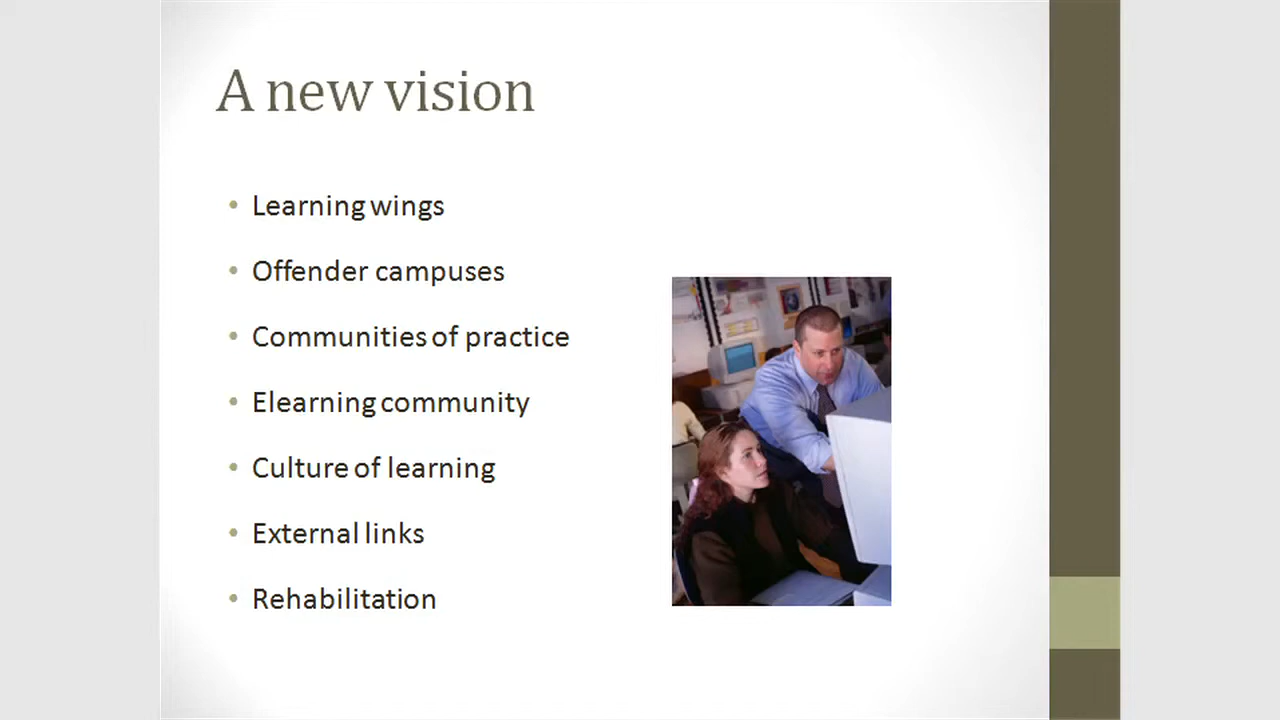 A new vision
• Learning wings
• Offender campuses
• Communities of practice
• Elearning community
• Culture of learning
• External links
• Rehabilitation